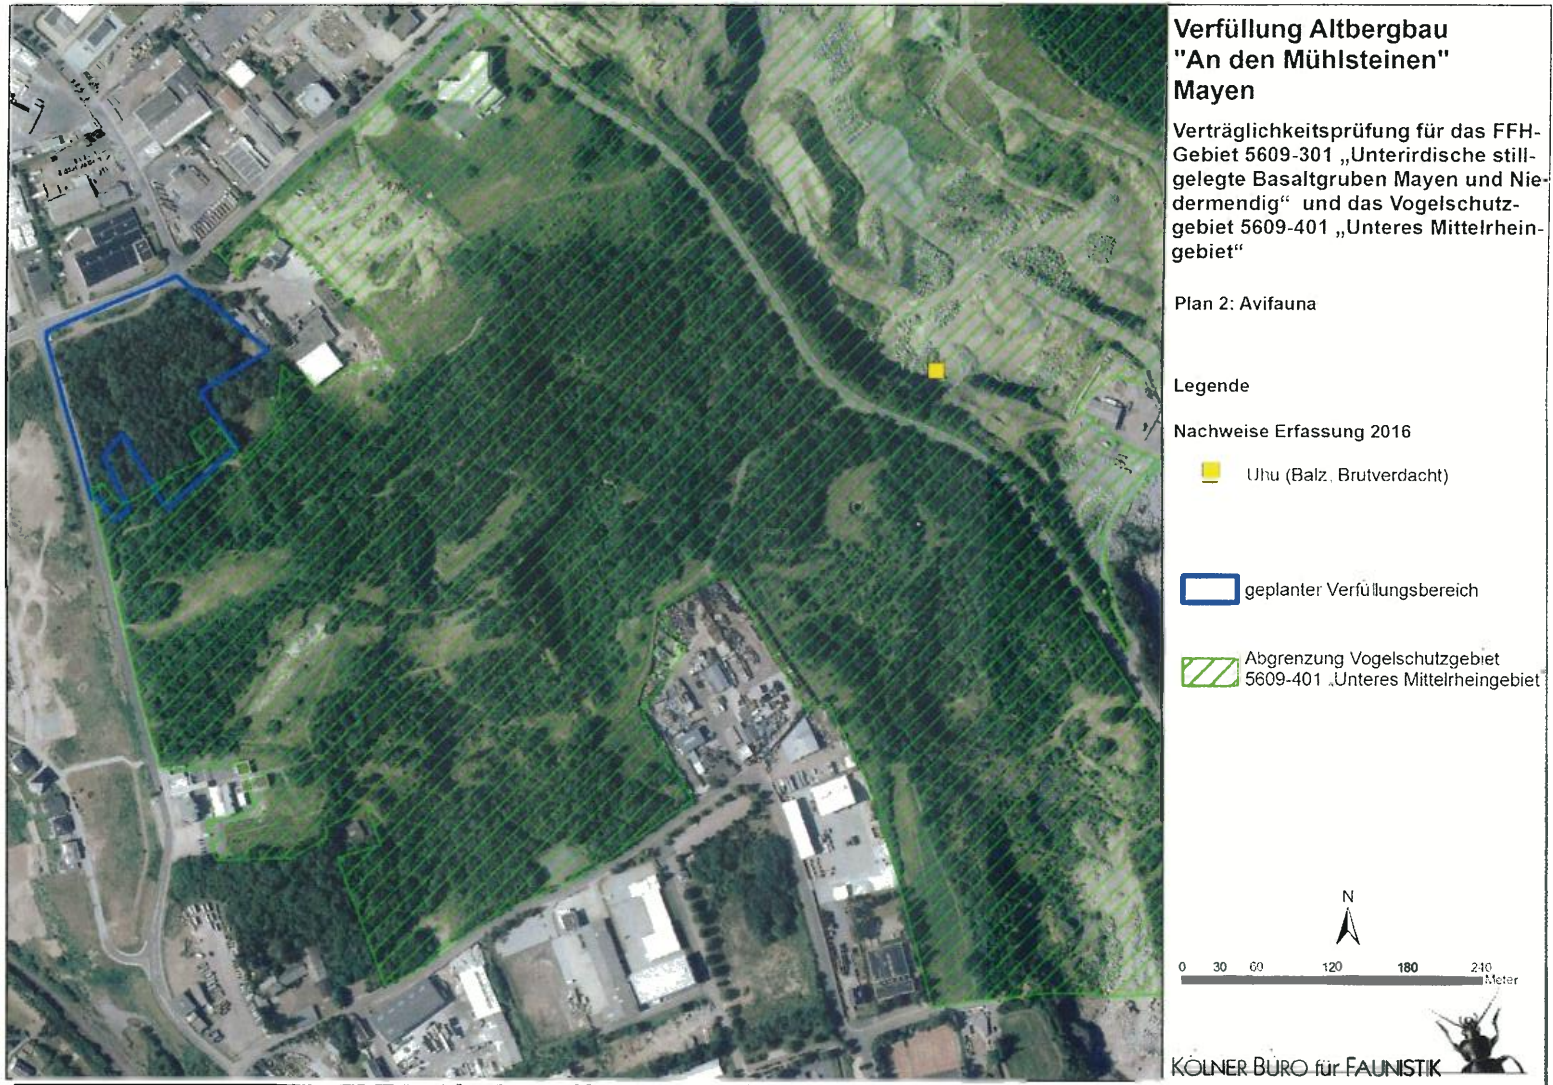 Verfüllung Altbergbau
"An den Mühlsteinen"
Mayen
Verträglichkeitsprüfung für das FFH-
Gebiet 5609-301 „Unterirdische still-
gelegte Basaltgruben Mayen und Nie-
dermendig“ und das Vogelschutz-
gebiet 5609-401 „Unteres Mittelrhein-
gebiet“
Plan 2: Avifauna
Legende
Nachweise Erfassung 2016
Uhu (Balz, Brutverdacht)
geplanter Verfüllungsbereich
Abgrenzung Vogelschutzgebiet
5609-401 „Unteres Mittelrheingebiet
N
0 30 60 120 180 240
Meter
KÖLNER BÜRO für FAUNISTIK